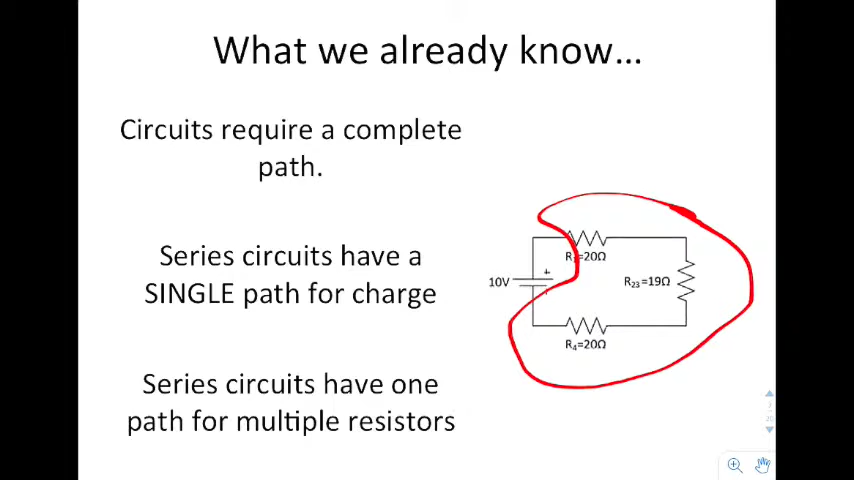 What we already know...
Circuits require a complete
path.
Series circuits have a
SINGLE path for charge
Series circuits have one
path for multiple resistors
=20Ω
10V
+
R23=19Ω
R4=20Ω